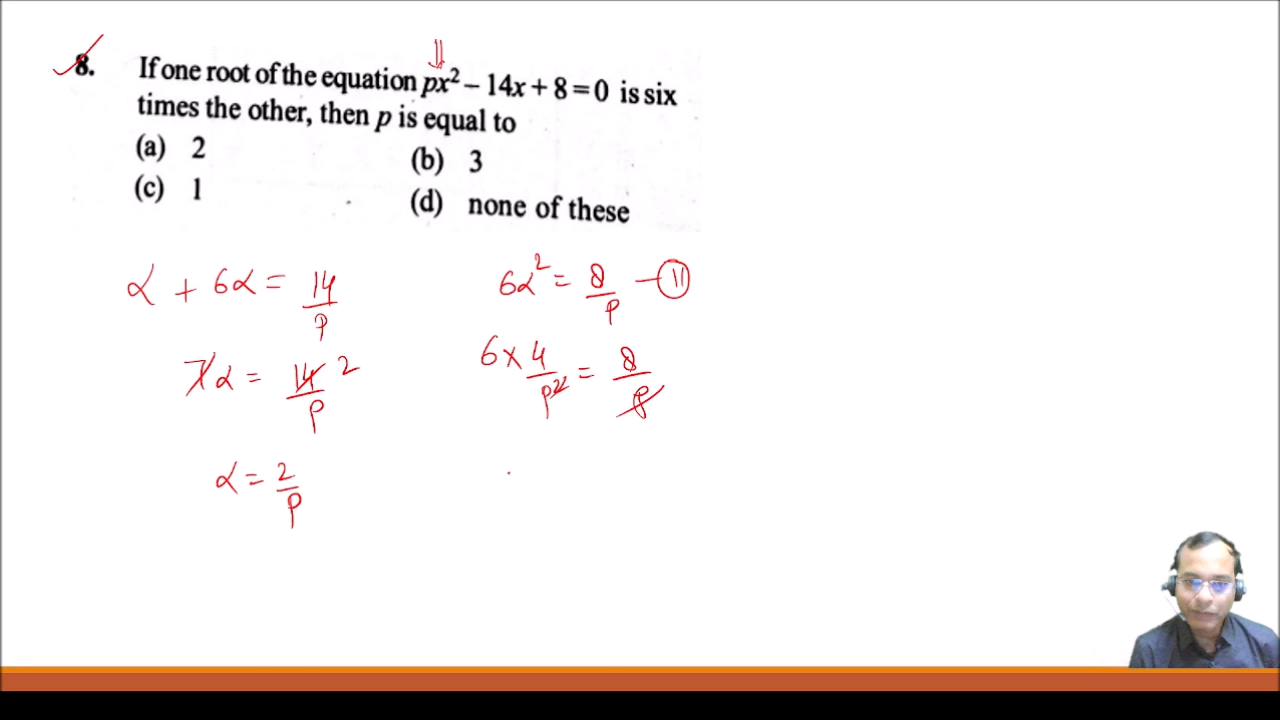 8. If one root of the equation px² – 14x + 8 = 0 is six
times the other, then p is equal to
(a) 2 (b) 3
(c) 1 (d) none of these
α + 6α = 14/p
7α = 14/p 2
α = 2/p
6α² = 8/p — (11)
6 × 4/p² = 8/p